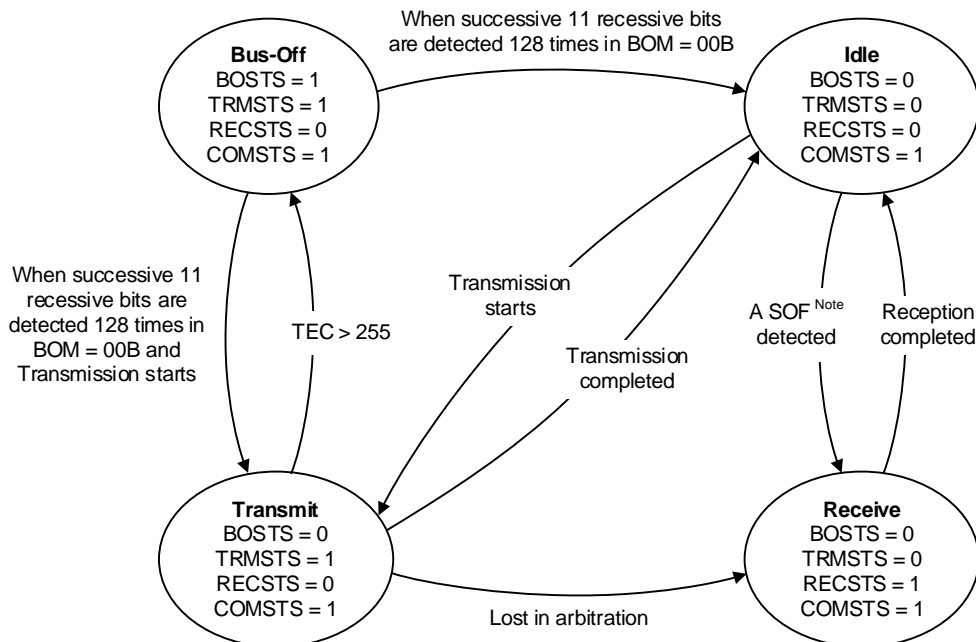 When successive 11 recessive bits
are detected 128 times in BOM = 00B
Bus-Off
BOSTS = 1
TRMSTS = 1
RECSTS = 0
COMSTS = 1
Idle
BOSTS = 0
TRMSTS = 0
RECSTS = 0
COMSTS = 1
When successive 11
recessive bits are
detected 128 times in
BOM = 00B and
Transmission starts
TEC > 255
Transmission
starts
Transmission
completed
A SOF Note
detected
Reception
completed
Transmit
BOSTS = 0
TRMSTS = 1
RECSTS = 0
COMSTS = 1
Lost in arbitration
Receive
BOSTS = 0
TRMSTS = 0
RECSTS = 1
COMSTS = 1